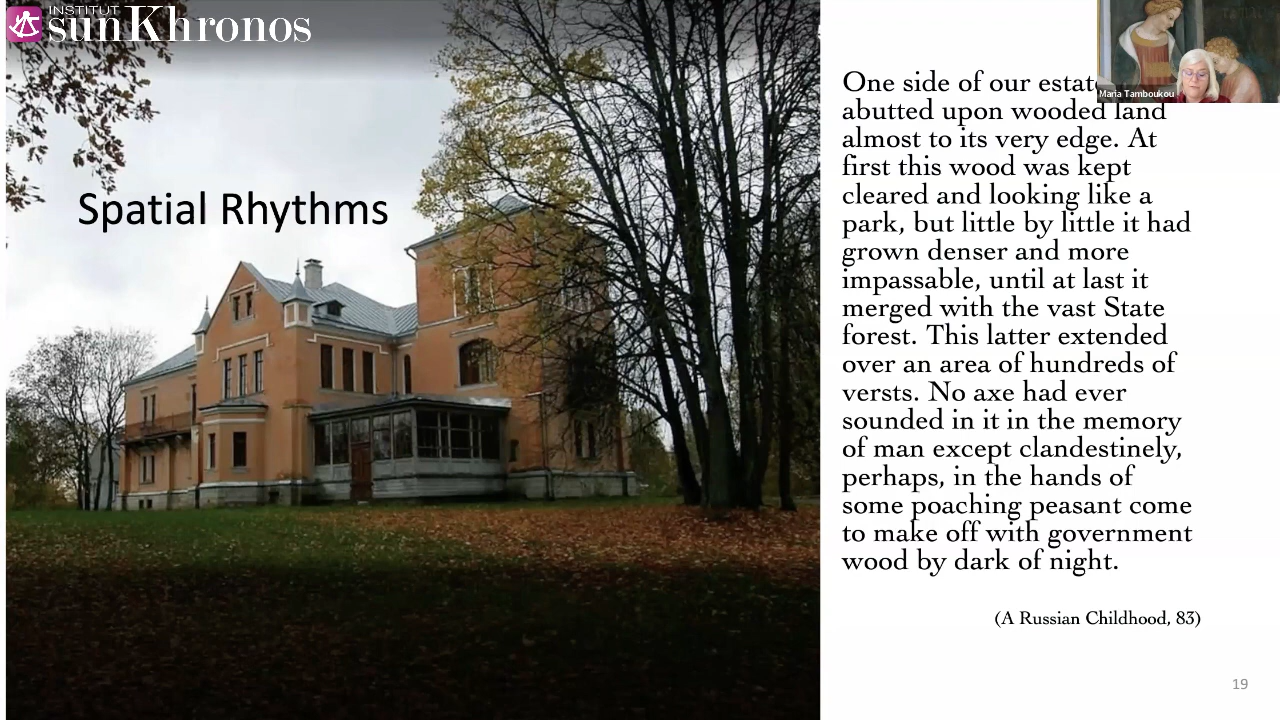 INSTITUT
sunKhronos
Spatial Rhythms
Maria Tamboukou
One side of our estate
abutted upon wooded land
almost to its very edge. At
first this wood was kept
cleared and looking like a
park, but little by little it had
grown denser and more
impassable, until at last it
merged with the vast State
forest. This latter extended
over an area of hundreds of
versts. No axe had ever
sounded in it in the memory
of man except clandestinely,
perhaps, in the hands of
some poaching peasant come
to make off with government
wood by dark of night.
(A Russian Childhood, 83)
19